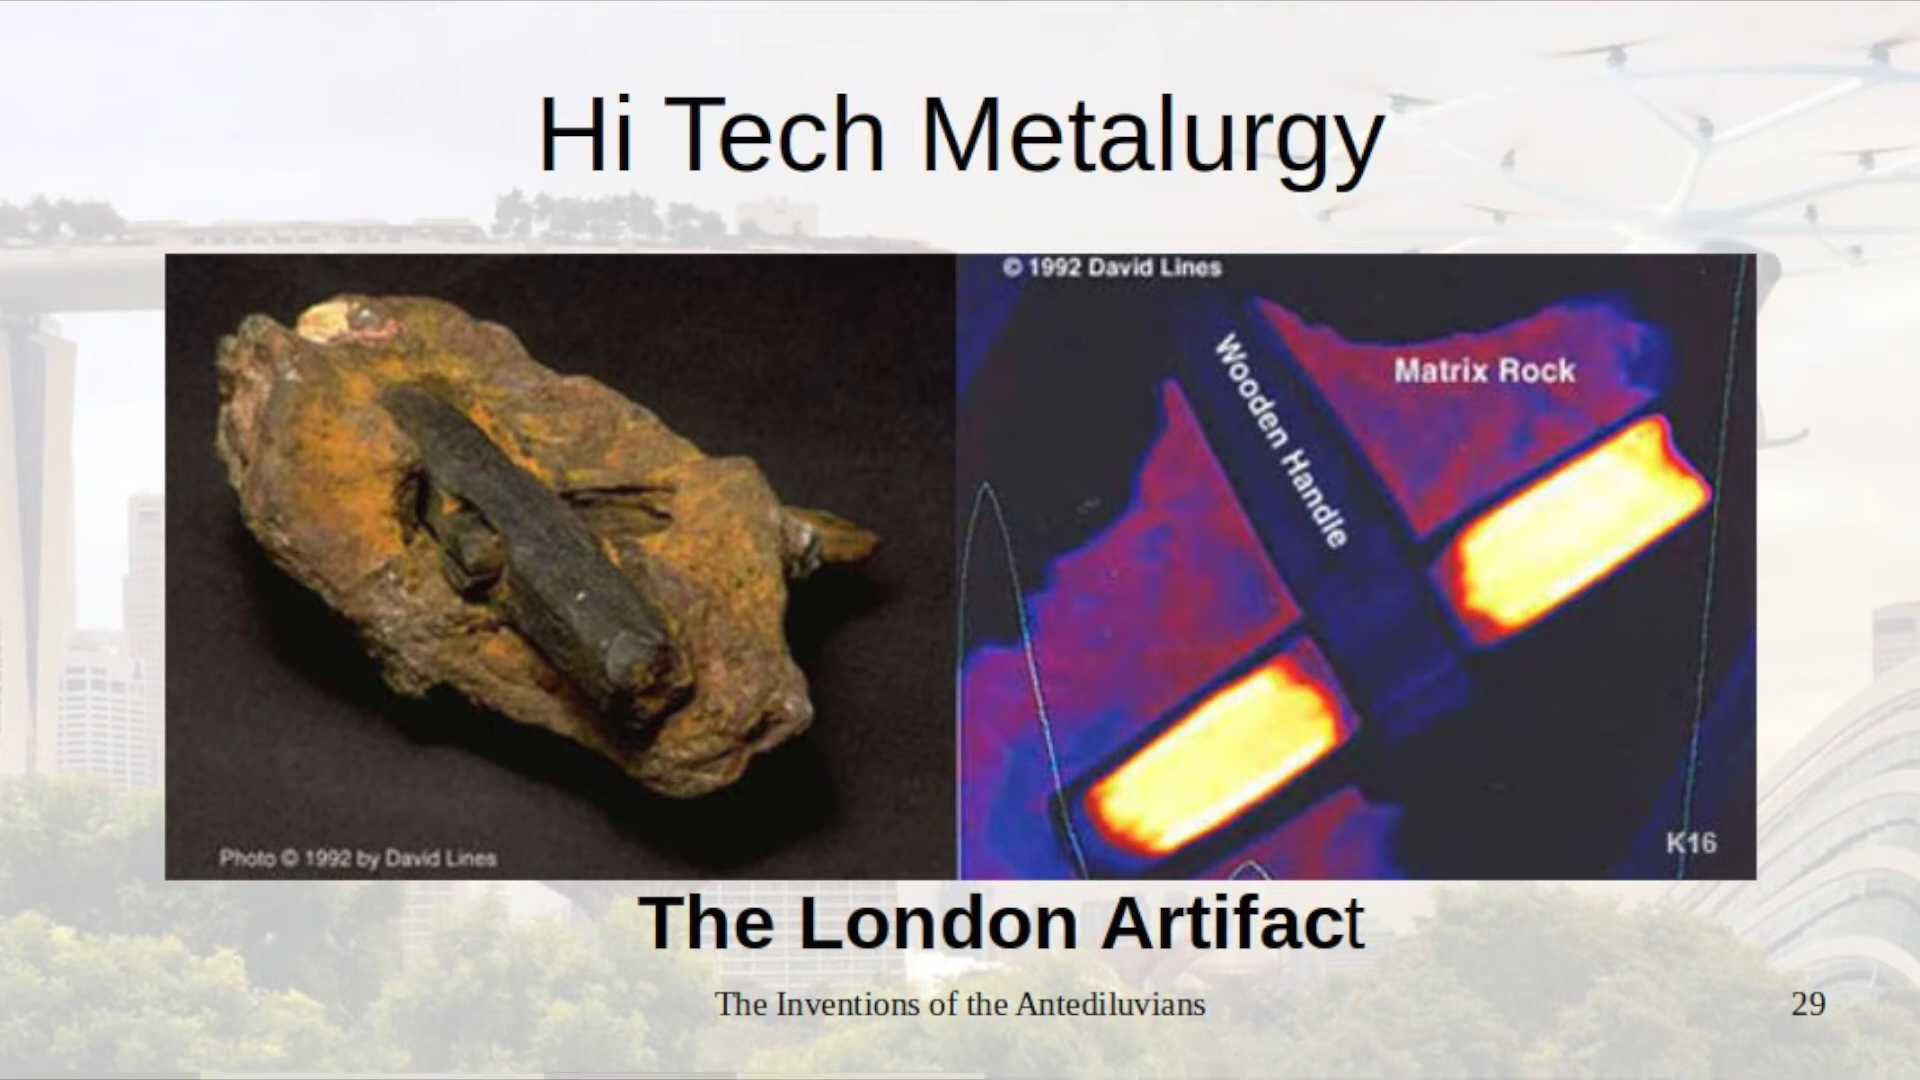 Hi Tech Metalurgy
© 1992 David Lines
Wooden Handle
Matrix Rock
K16
Photo © 1992 by David Lines
The London Artifact
The Inventions of the Antediluvians
29